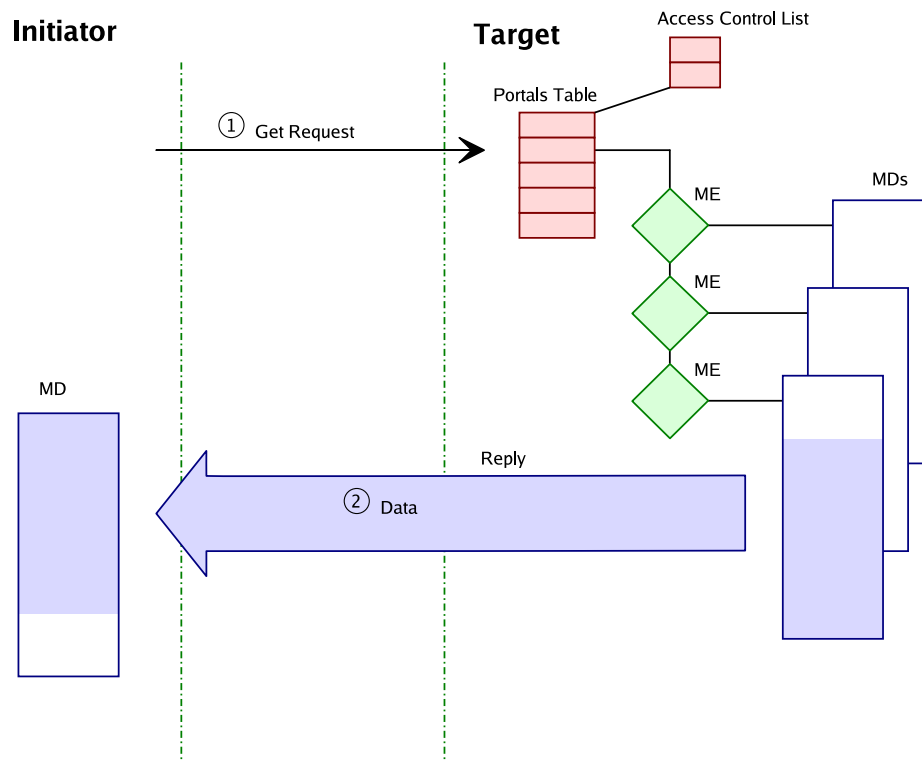 Initiator
Target
Access Control List
Portals Table
1 Get Request
MDs
ME
ME
ME
MD
Reply
2 Data